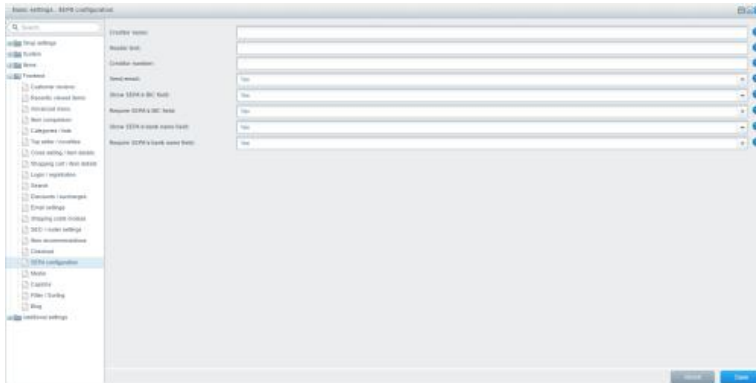 Basic settings - SEPA configuration
Search
Shop settings
System
Items
Frontend
Customer reviews
Recently viewed items
Advanced menu
Item comparison
Categories / lists
Top seller / novelties
Cross selling / item details
Shopping cart / item details
Login / registration
Search
Discounts / surcharges
Email settings
Shipping costs module
SEO / router settings
Item recommendations
Checkout
SEPA configuration
Media
Captcha
Filter / Sorting
Blog
Additional settings
Creditor name:
Header text:
Creditor number:
Send email:
Yes
Show SEPA's BIC field:
Yes
Require SEPA's BIC field:
Yes
Show SEPA's bank name field:
Yes
Require SEPA's bank name field:
Yes
Reset
Save